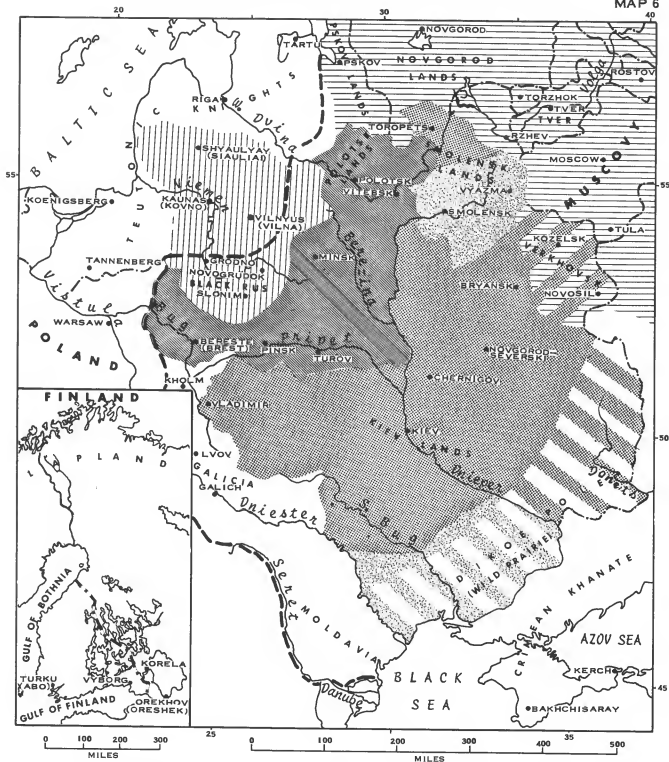 MAP 6
20
30
40
BALTIC SEA
TARTU
PSKOV
PSKOV LANDS
NOVGOROD
NOVGOROD
LANDS
Volga
ROSTOV
RIGA
KNIGHTS
W. Dvina
TORZHOK
TVER
TVER
RZHEV
TOROPETS
SMOLENSK
LANDS
MOSCOW
MUSCOVY
SHYAULYAY
(SIAULIAI)
POLOTSK
LANDS
POLOTSK
VITEBSK
VYAZMA
SMOLENSK
55
55
TEUTONIC
KOENIGSBERG
Niemen
KAUNAS
(KOVNO)
VILNYUS
(VILNA)
TULA
KOZELSK
VERKHOVIA
NOVOSIL
TANNENBERG
GRODNO
NOVOGRUDOK
BLACK RUS
SLONIM
MINSK
Berezina
BRYANSK
Vistula
WARSAW
POLAND
Bug
BERESTE
(BREST)
Pripet
PINSK
TUROV
NOVGOROD-
SEVERSKI
CHERNIGOV
KHOLM
VLADIMIR
KIEV
KIEV LANDS
Dnieper
50
Donets
LVOV
GALICIA
GALICH
Dniester
S. Bug
DIKOE POLE
(WILD PRAIRIE)
Seret
MOLDAVIA
CRIMEAN KHANATE
AZOV SEA
KERCH
BLACK
SEA
Danube
BAKHCHISARAY
45
FINLAND
LAPLAND
GULF OF BOTHNIA
KORELA
TURKU
(ABO)
VYBORG
GULF OF FINLAND
OREKHOV
(ORESHEK)
25
35
0 100 200 300
MILES
0 100 200 300 400 500
MILES